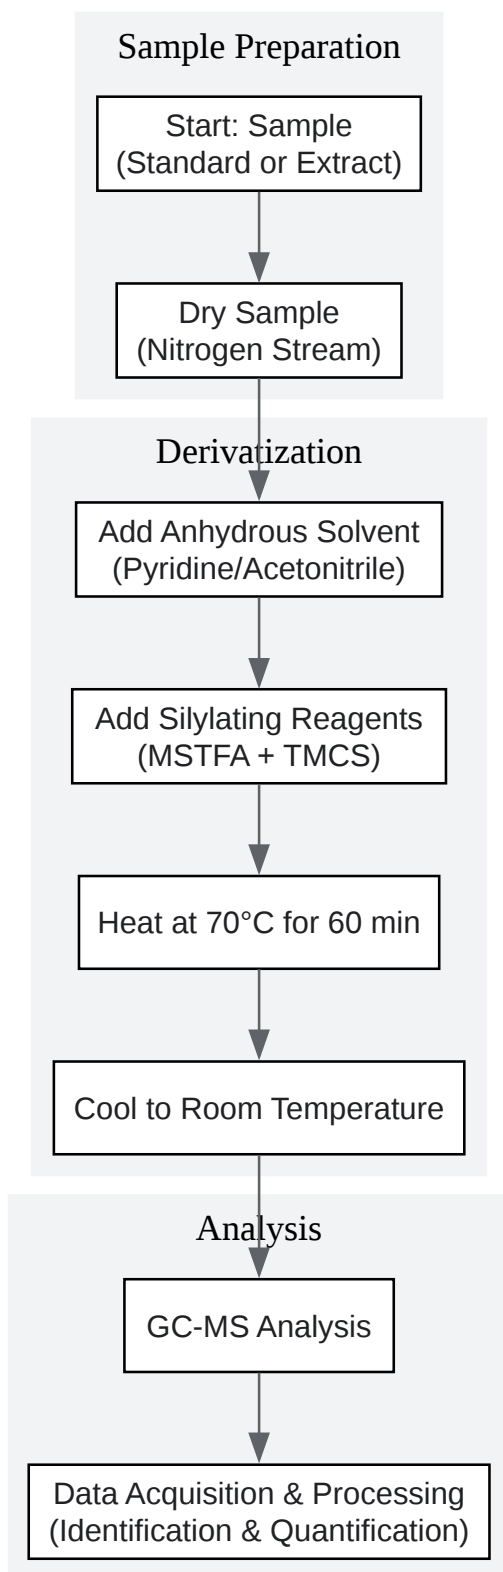 Sample Preparation
Start: Sample
(Standard or Extract)
Dry Sample
(Nitrogen Stream)
Derivatization
Add Anhydrous Solvent
(Pyridine/Acetonitrile)
Add Silylating Reagents
(MSTFA + TMCS)
Heat at 70°C for 60 min
Cool to Room Temperature
Analysis
GC-MS Analysis
Data Acquisition & Processing
(Identification & Quantification)